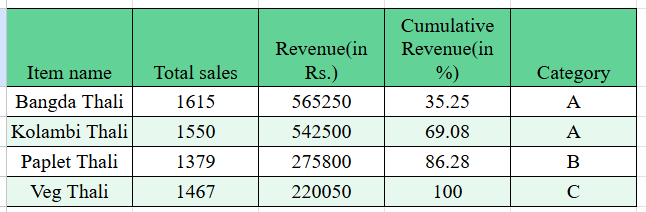 Item name Total sales Revenue(in Rs.) Cumulative Revenue(in %) Category
Bangda Thali 1615 565250 35.25 A
Kolambi Thali 1550 542500 69.08 A
Paplet Thali 1379 275800 86.28 B
Veg Thali 1467 220050 100 C